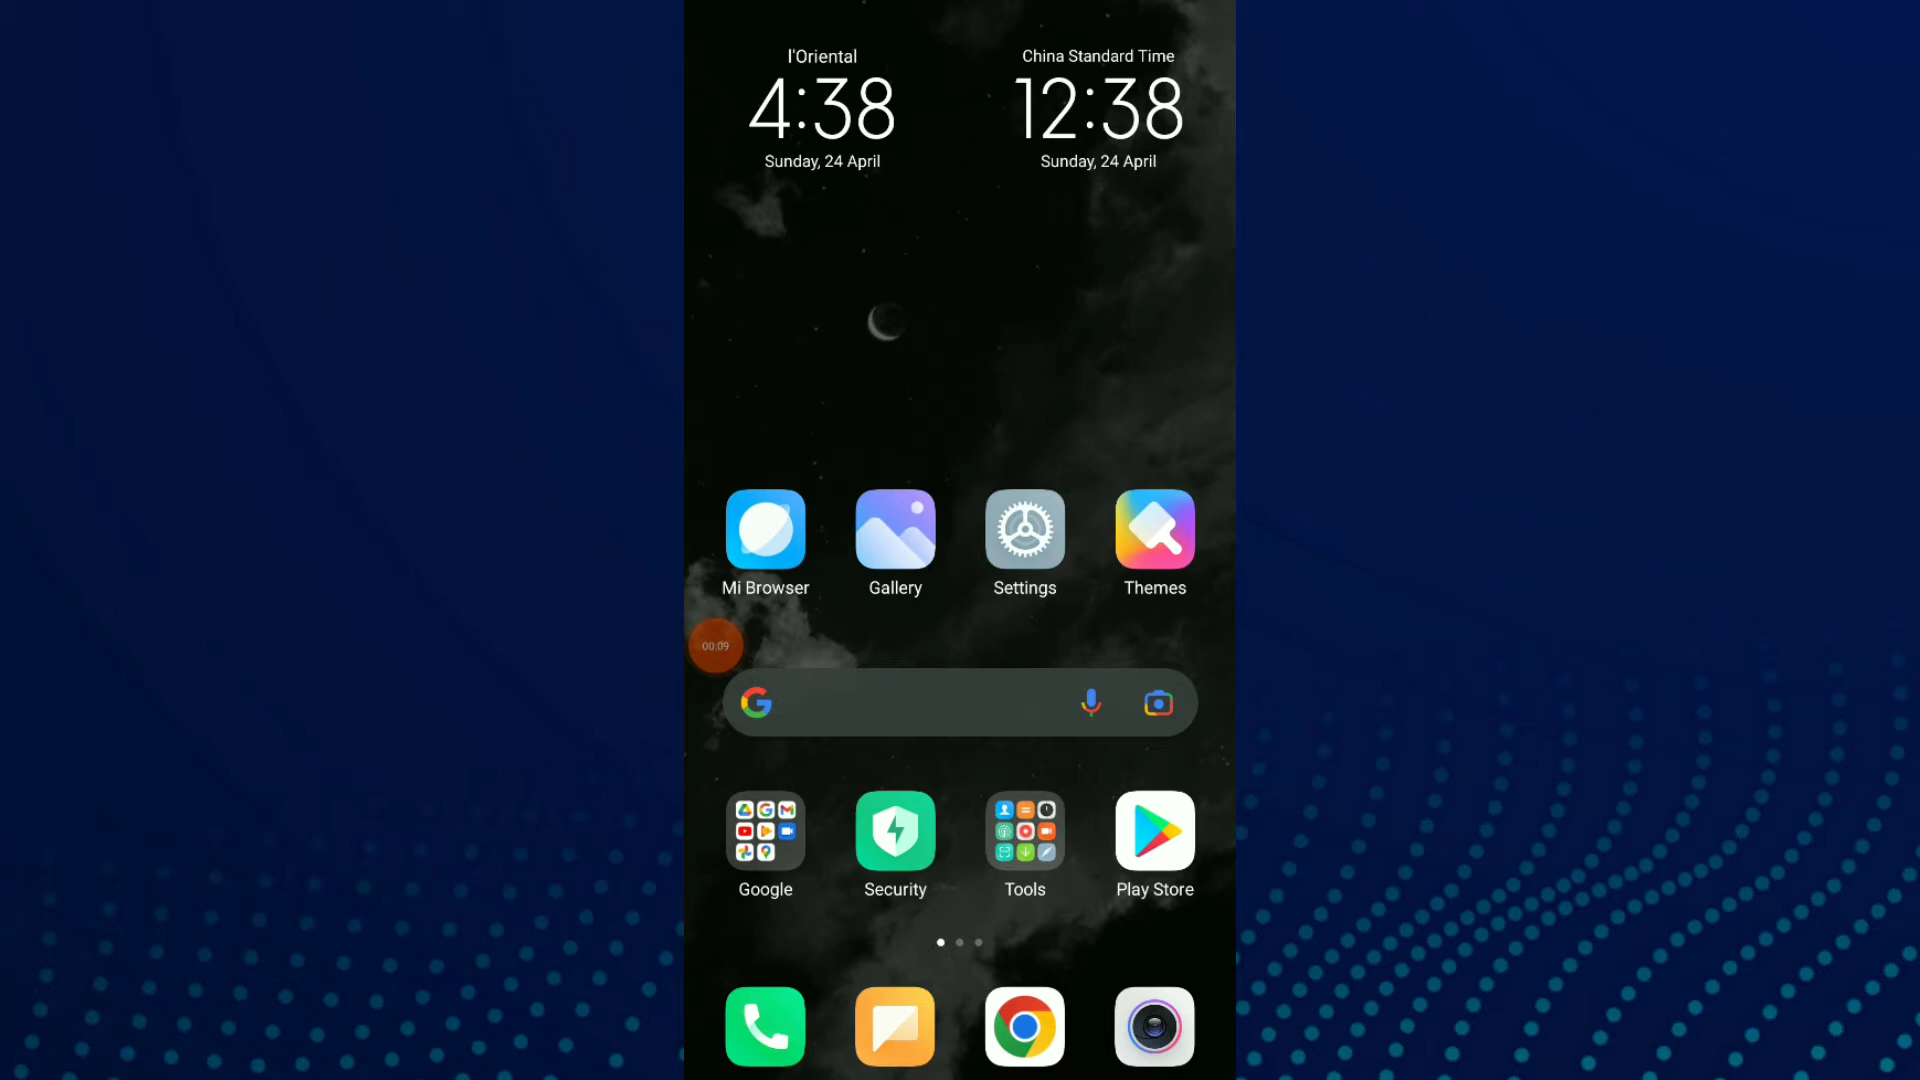 l'Oriental
4:38
Sunday, 24 April
China Standard Time
12:38
Sunday, 24 April
Mi Browser
Gallery
Settings
Themes
00:09
Google
Security
Tools
Play Store